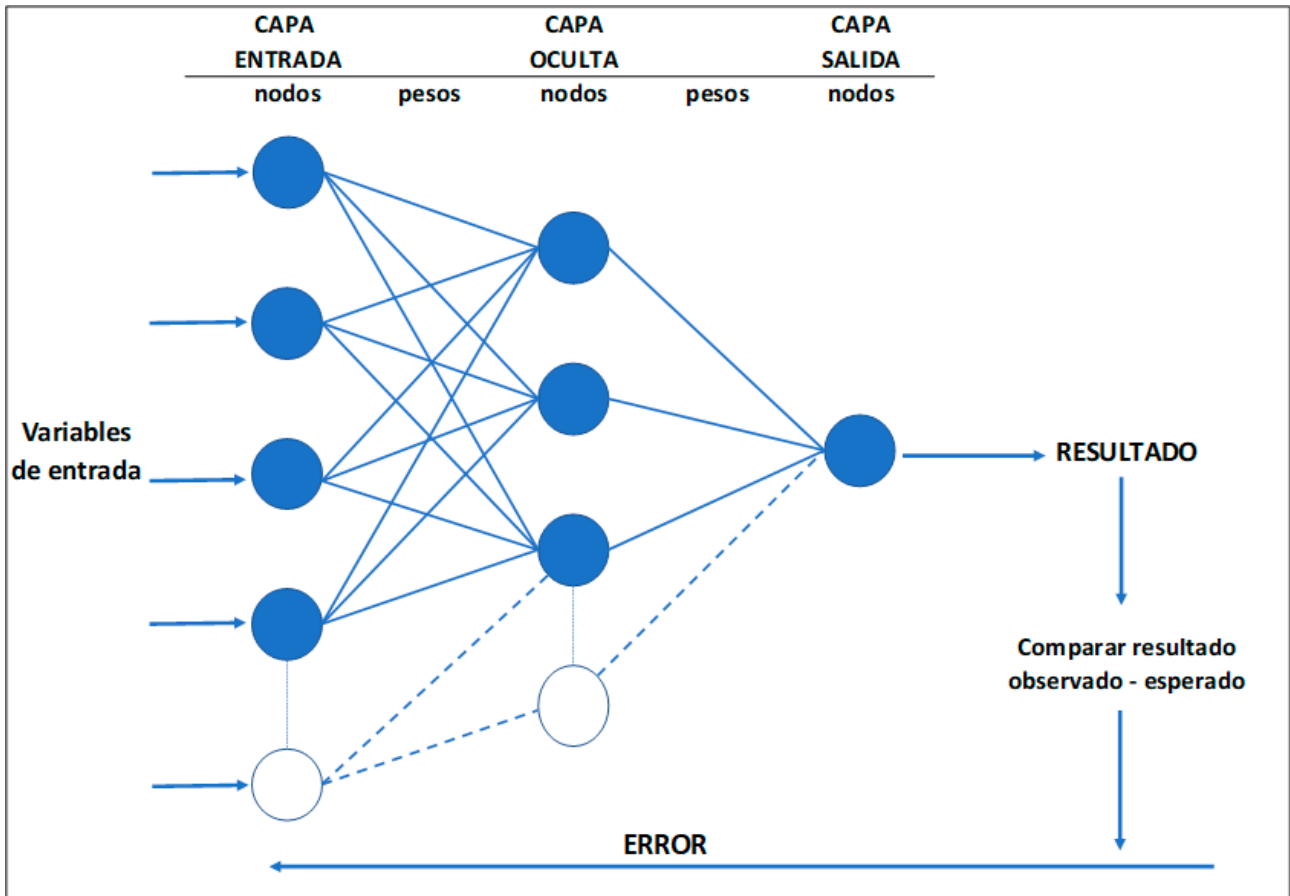 CAPA CAPA CAPA
ENTRADA OCULTA SALIDA
nodos pesos nodos pesos nodos
Variables
de entrada
RESULTADO
Comparar resultado
observado - esperado
ERROR